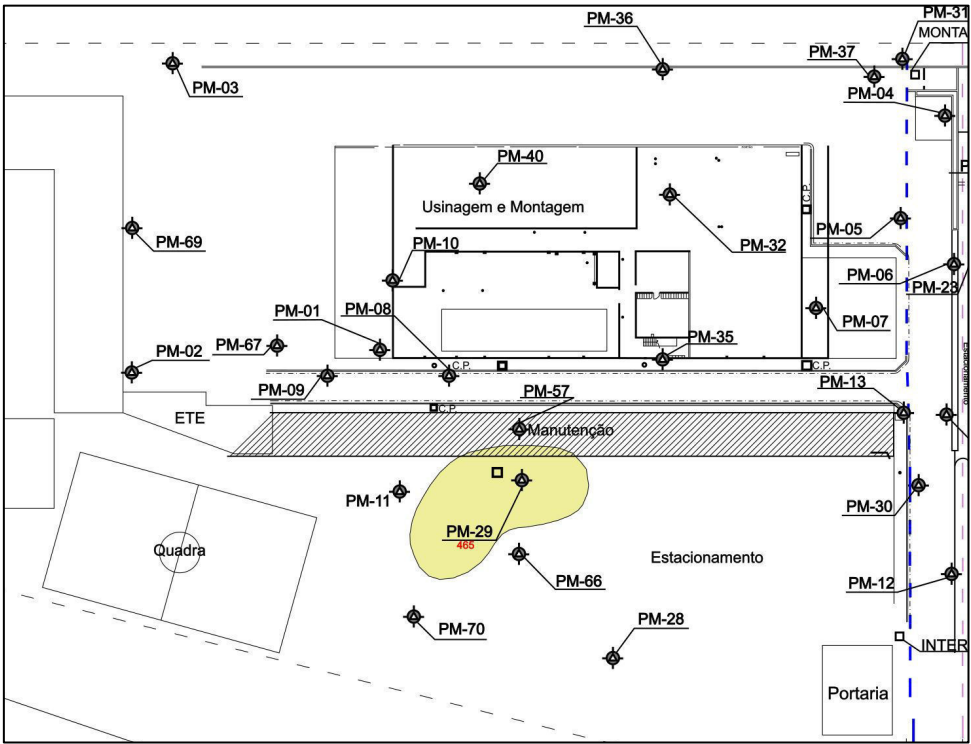 PM-31
PM-36
MONTA
PM-37
PM-03
PM-04
PM-40
C.P.
Usinagem e Montagem
PM-05
PM-69
PM-10
PM-32
PM-06
PM-23
PM-01
PM-08
PM-07
PM-67
PM-35
PM-02
C.P.
C.P.
PM-09
PM-57
PM-13
Estacionamento
C.P.
ETE
Manutenção
PM-11
PM-30
PM-29
465
Quadra
Estacionamento
PM-66
PM-12
PM-70
PM-28
INTER
Portaria